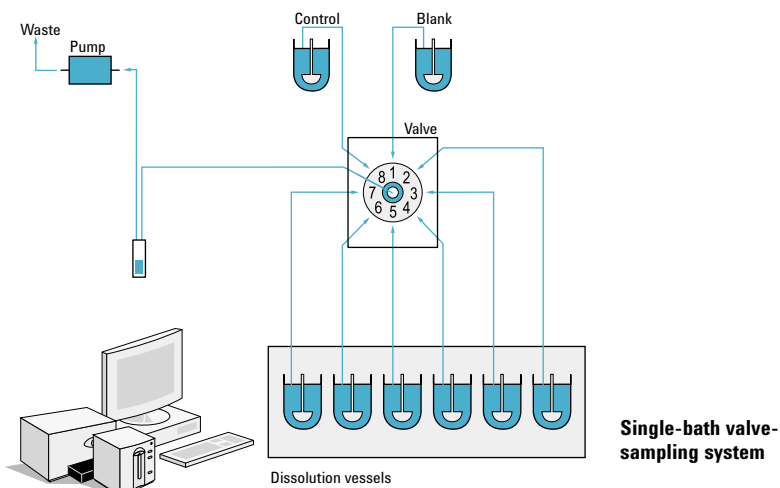 Control
Blank
Waste
Pump
Valve
8 1 2
7 3
6 5 4
Single-bath valve-
sampling system
Dissolution vessels